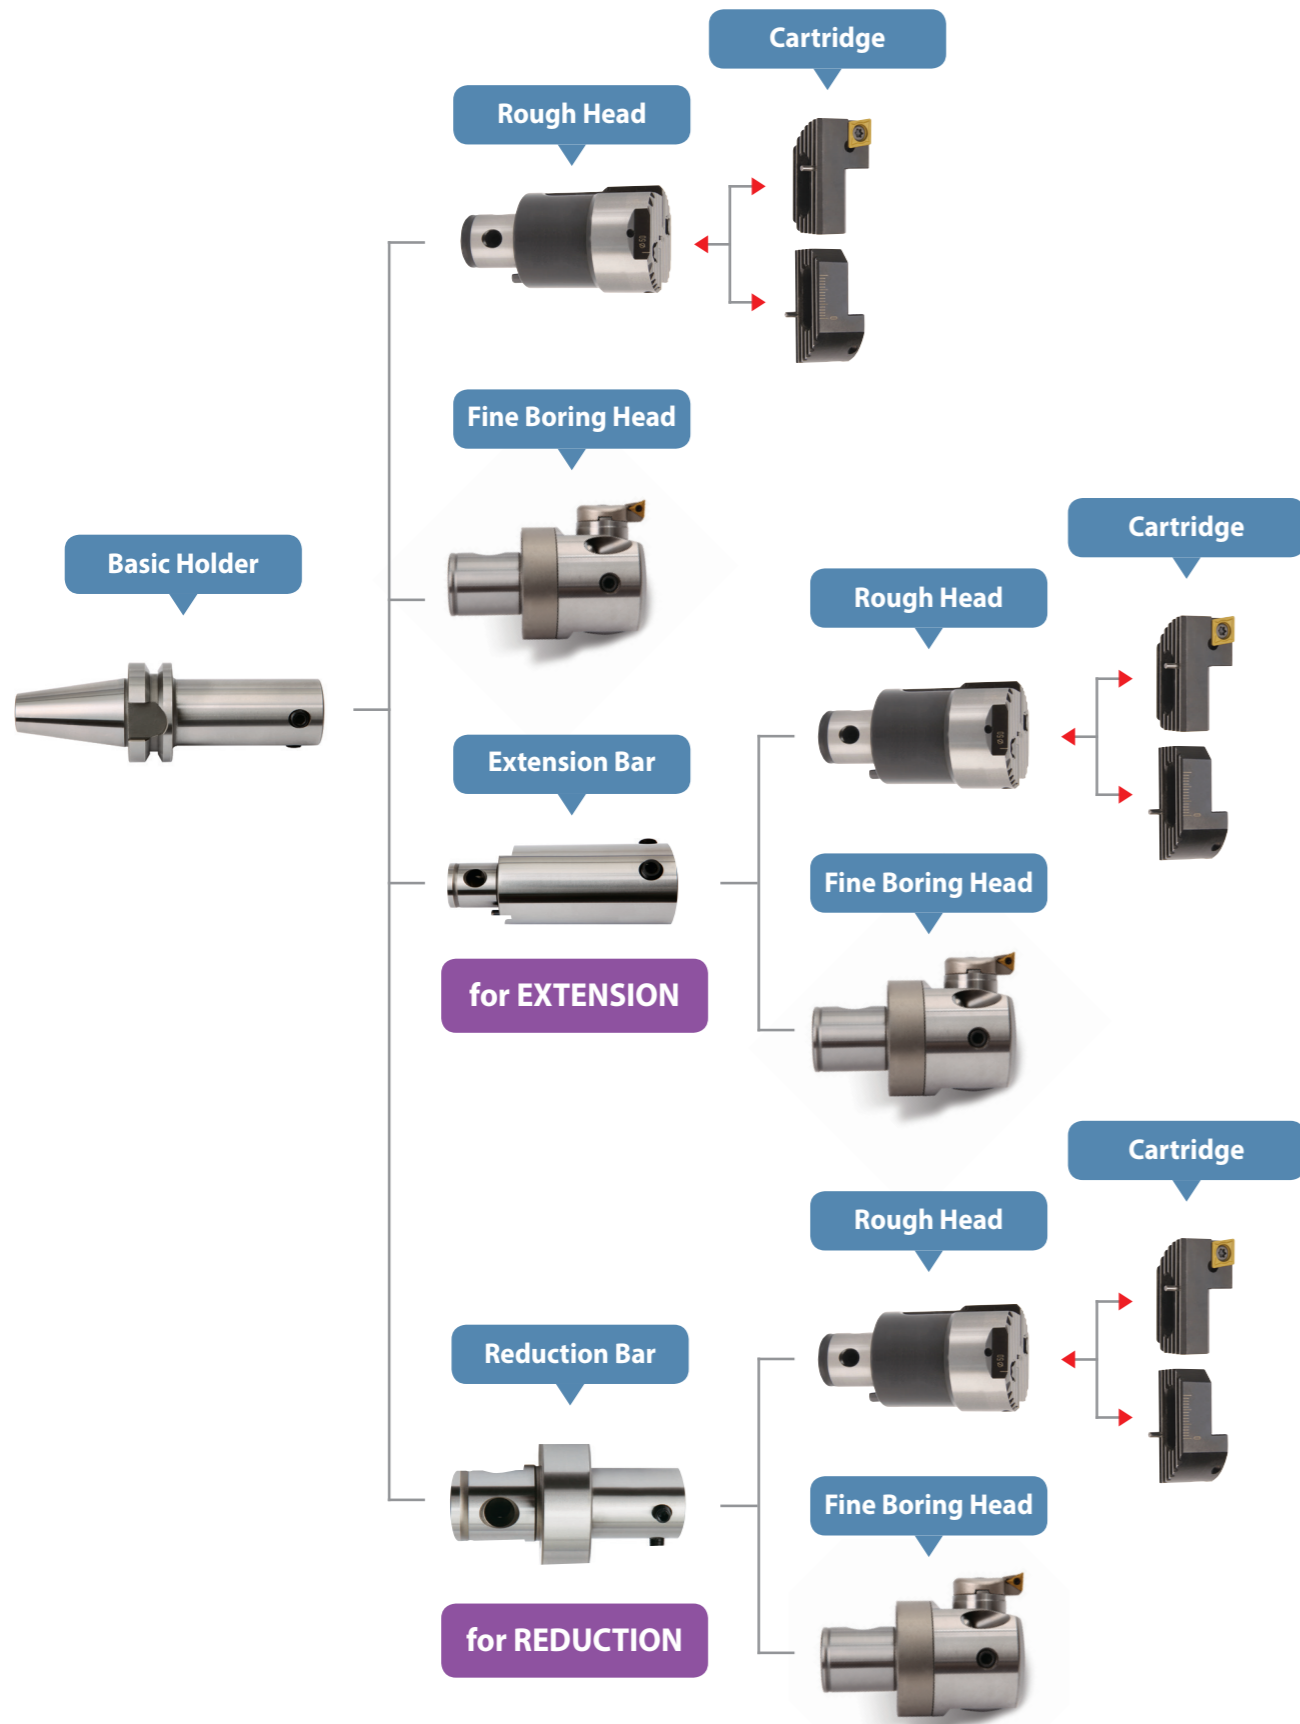 Cartridge
Rough Head
Fine Boring Head
Basic Holder
Cartridge
Rough Head
Extension Bar
Fine Boring Head
for EXTENSION
Cartridge
Rough Head
Reduction Bar
Fine Boring Head
for REDUCTION